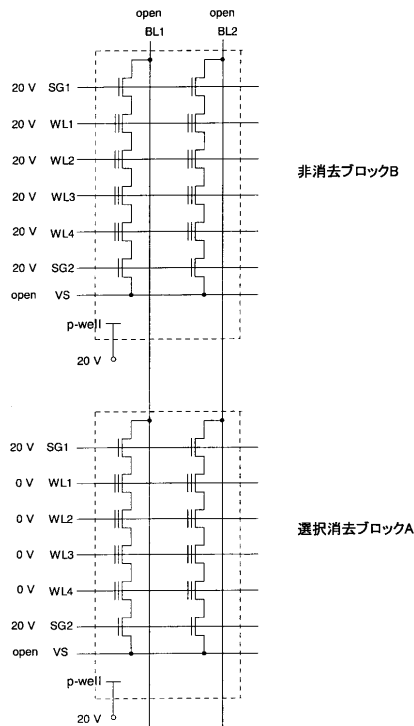 open open
BL1 BL2
20 V SG1
20 V WL1
20 V WL2
20 V WL3
20 V WL4
20 V SG2
open VS
p-well
20 V
非消去ブロックB
20 V SG1
0 V WL1
0 V WL2
0 V WL3
0 V WL4
20 V SG2
open VS
p-well
20 V
選択消去ブロックA